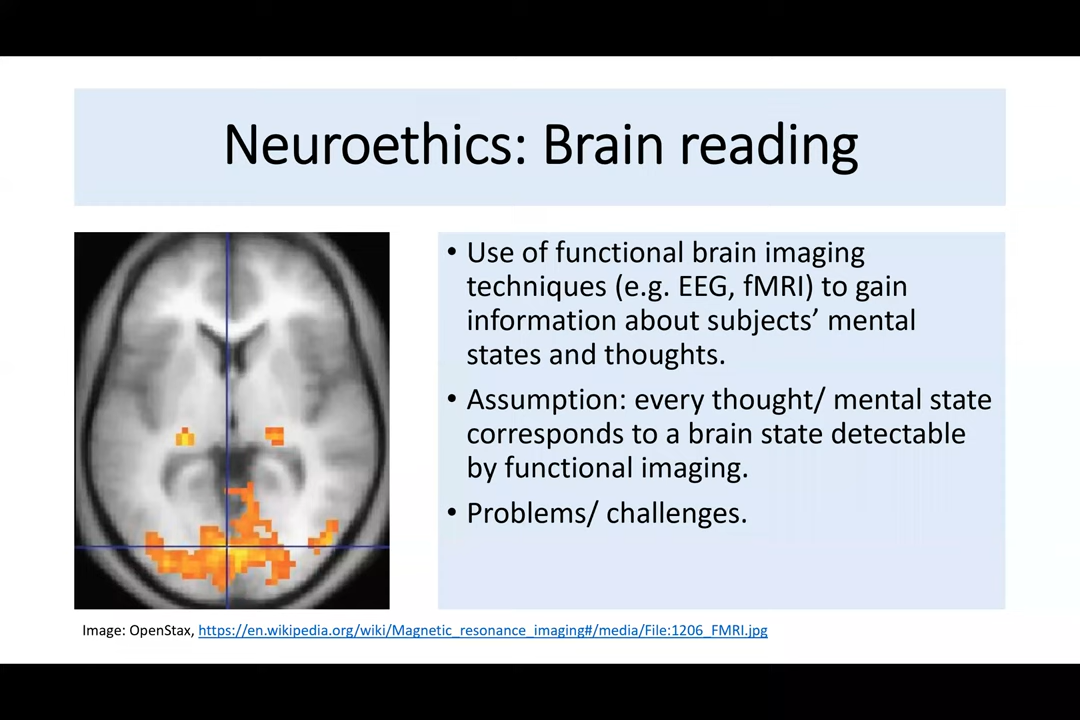 Neuroethics: Brain reading
• Use of functional brain imaging
techniques (e.g. EEG, fMRI) to gain
information about subjects’ mental
states and thoughts.
• Assumption: every thought/ mental state
corresponds to a brain state detectable
by functional imaging.
• Problems/ challenges.
Image: OpenStax, https://en.wikipedia.org/wiki/Magnetic_resonance_imaging#/media/File:1206_FMRI.jpg